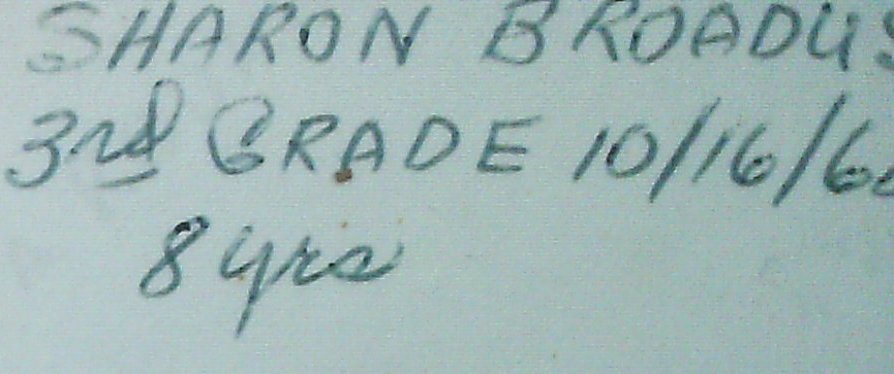 SHARON BROADUS
3rd GRADE 10/16/6
8 yrs